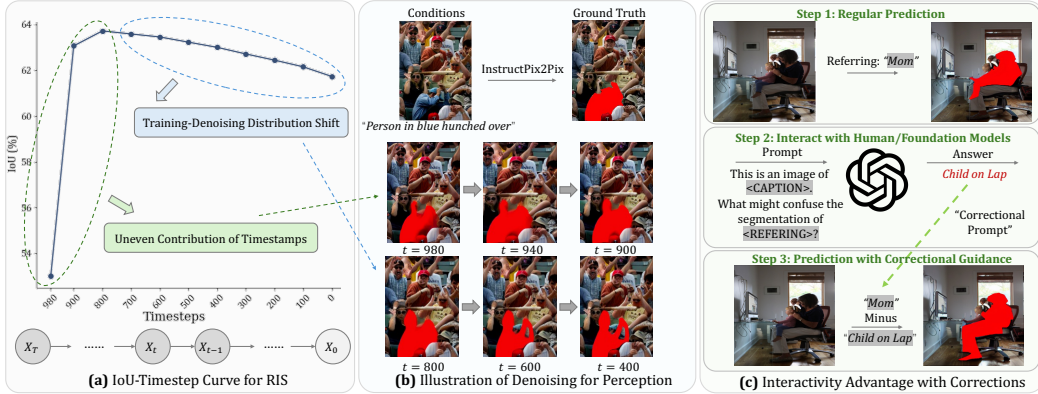 64
62
60
58
56
54
IoU (%)
980
900
800
700
600
500
400
300
200
100
0
Timesteps
Training-Denoising Distribution Shift
Uneven Contribution of Timestamps
X_T
......
X_t
X_{t−1}
......
X_0
(a) IoU-Timestep Curve for RIS
Conditions
Ground Truth
InstructPix2Pix
"Person in blue hunched over"
t = 980
t = 940
t = 900
t = 800
t = 600
t = 400
(b) Illustration of Denoising for Perception
Step 1: Regular Prediction
Referring: "Mom"
Step 2: Interact with Human/Foundation Models
Prompt
This is an image of
<CAPTION>.
What might confuse the
segmentation of
<REFERING>?
Answer
Child on Lap
"Correctional
Prompt"
Step 3: Prediction with Correctional Guidance
"Mom"
Minus
"Child on Lap"
(c) Interactivity Advantage with Corrections